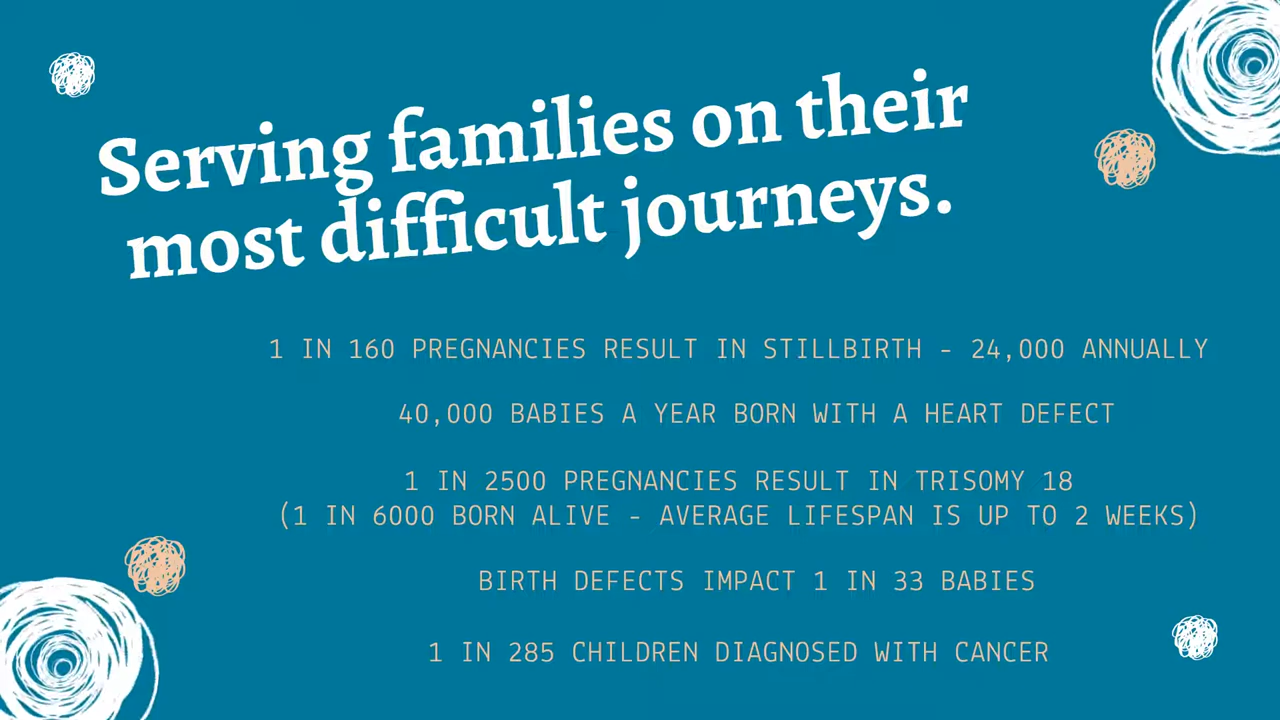 Serving families on their
most difficult journeys.
1 IN 160 PREGNANCIES RESULT IN STILLBIRTH - 24,000 ANNUALLY
40,000 BABIES A YEAR BORN WITH A HEART DEFECT
1 IN 2500 PREGNANCIES RESULT IN TRISOMY 18
(1 IN 6000 BORN ALIVE - AVERAGE LIFESPAN IS UP TO 2 WEEKS)
BIRTH DEFECTS IMPACT 1 IN 33 BABIES
1 IN 285 CHILDREN DIAGNOSED WITH CANCER